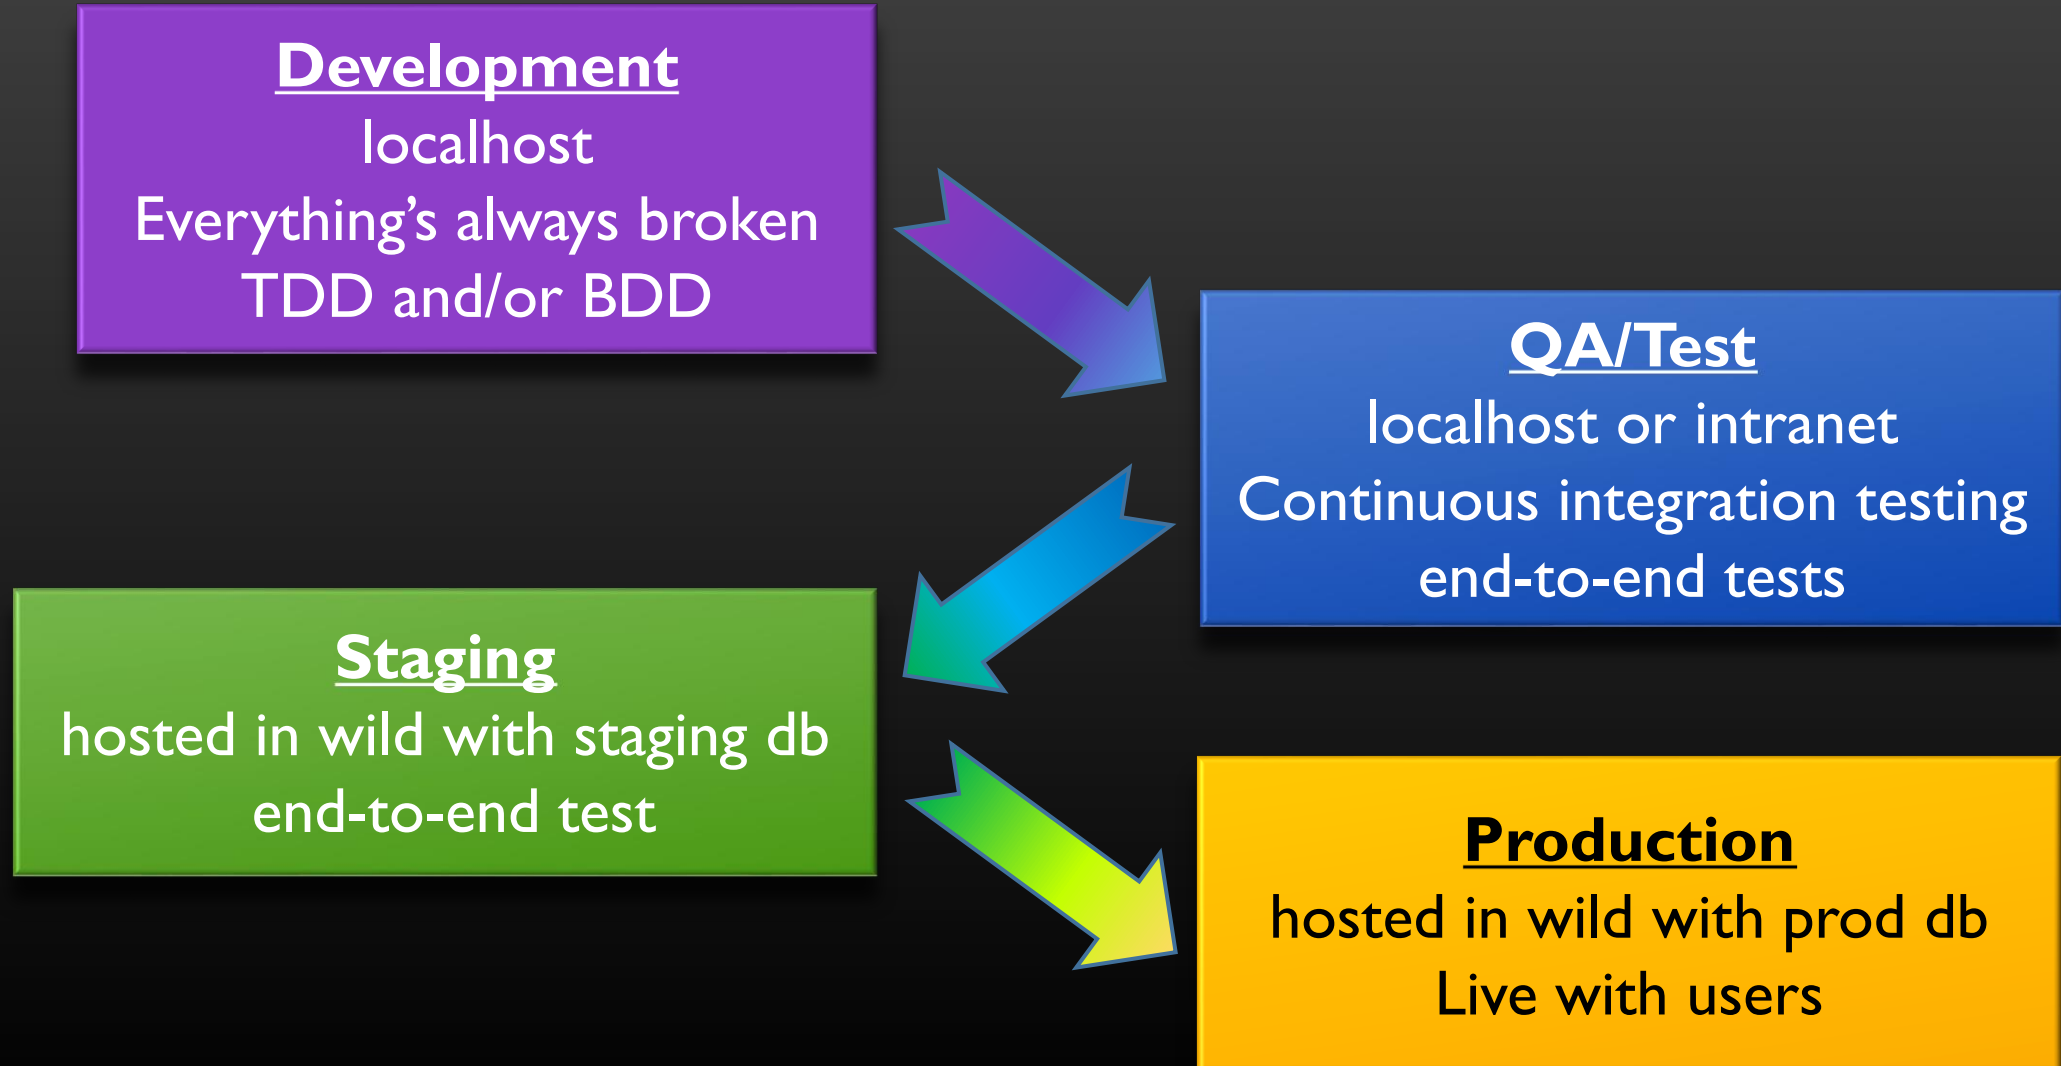 Development
localhost
Everything’s always broken
TDD and/or BDD
QA/Test
localhost or intranet
Continuous integration testing
end-to-end tests
Staging
hosted in wild with staging db
end-to-end test
Production
hosted in wild with prod db
Live with users